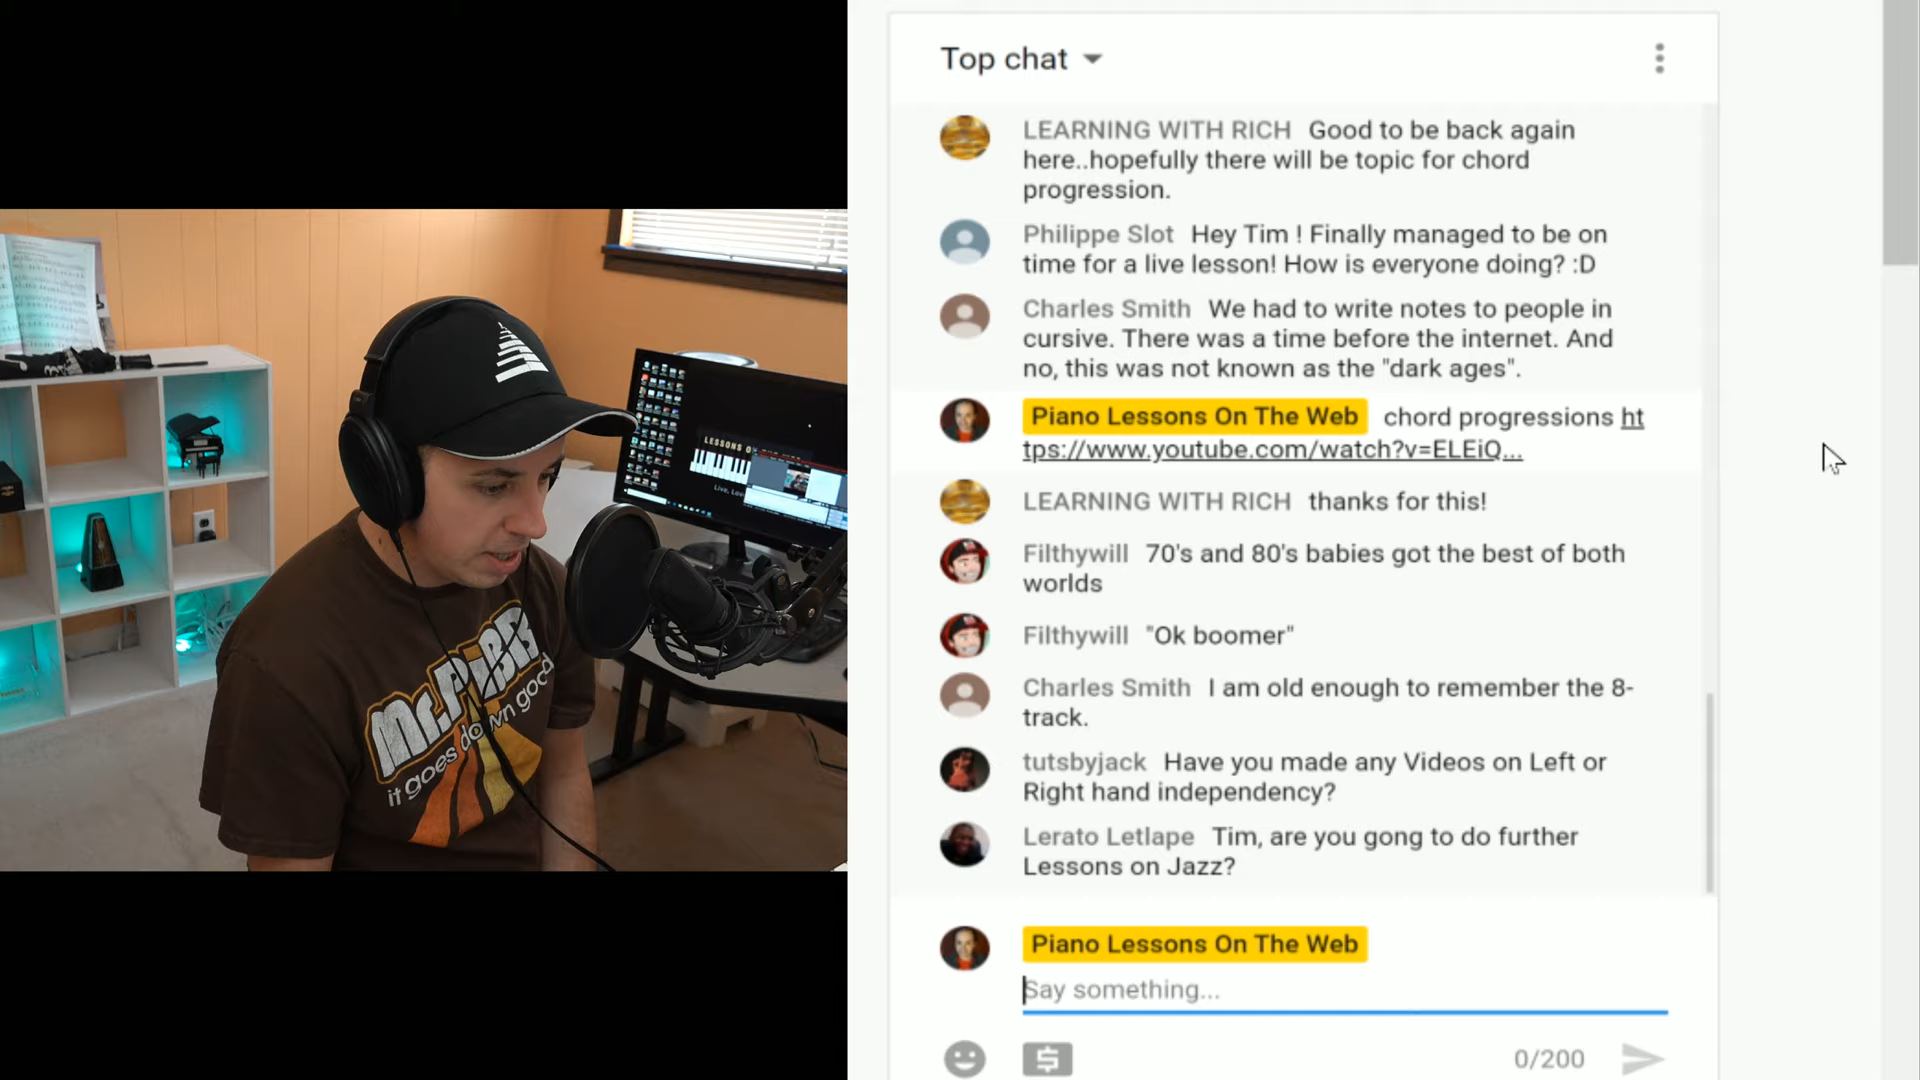 Top chat
LEARNING WITH RICH Good to be back again
here..hopefully there will be topic for chord
progression.
Philippe Slot Hey Tim ! Finally managed to be on
time for a live lesson! How is everyone doing? :D
Charles Smith We had to write notes to people in
cursive. There was a time before the internet. And
no, this was not known as the "dark ages".
Piano Lessons On The Web chord progressions ht
tps://www.youtube.com/watch?v=ELEiQ...
LEARNING WITH RICH thanks for this!
Filthywill 70's and 80's babies got the best of both
worlds
Filthywill "Ok boomer"
Charles Smith I am old enough to remember the 8-
track.
tutsbyjack Have you made any Videos on Left or
Right hand independency?
Lerato Letlape Tim, are you gong to do further
Lessons on Jazz?
Piano Lessons On The Web
Say something...
0/200
LESSONS
Mr. PiBB
it goes down good